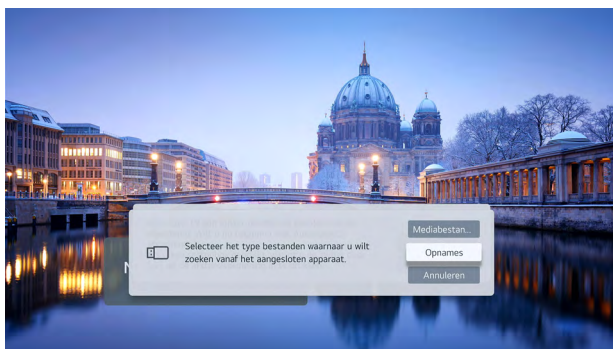 Mediabestan...
Selecteer het type bestanden waarnaar u wilt
zoeken vanaf het aangesloten apparaat.
Opnames
Annuleren